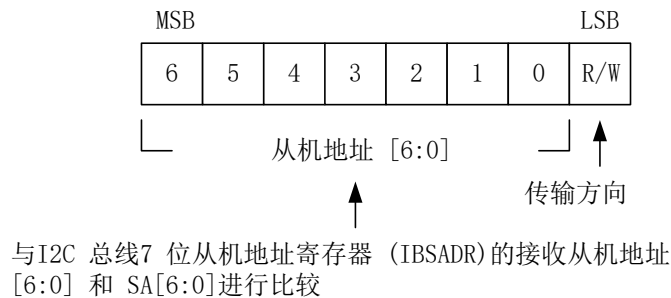 MSB LSB
6 5 4 3 2 1 0 R/W
从机地址 [6:0]
传输方向
与I2C 总线7 位从机地址寄存器 (IBSADR)的接收从机地址
[6:0] 和 SA[6:0]进行比较